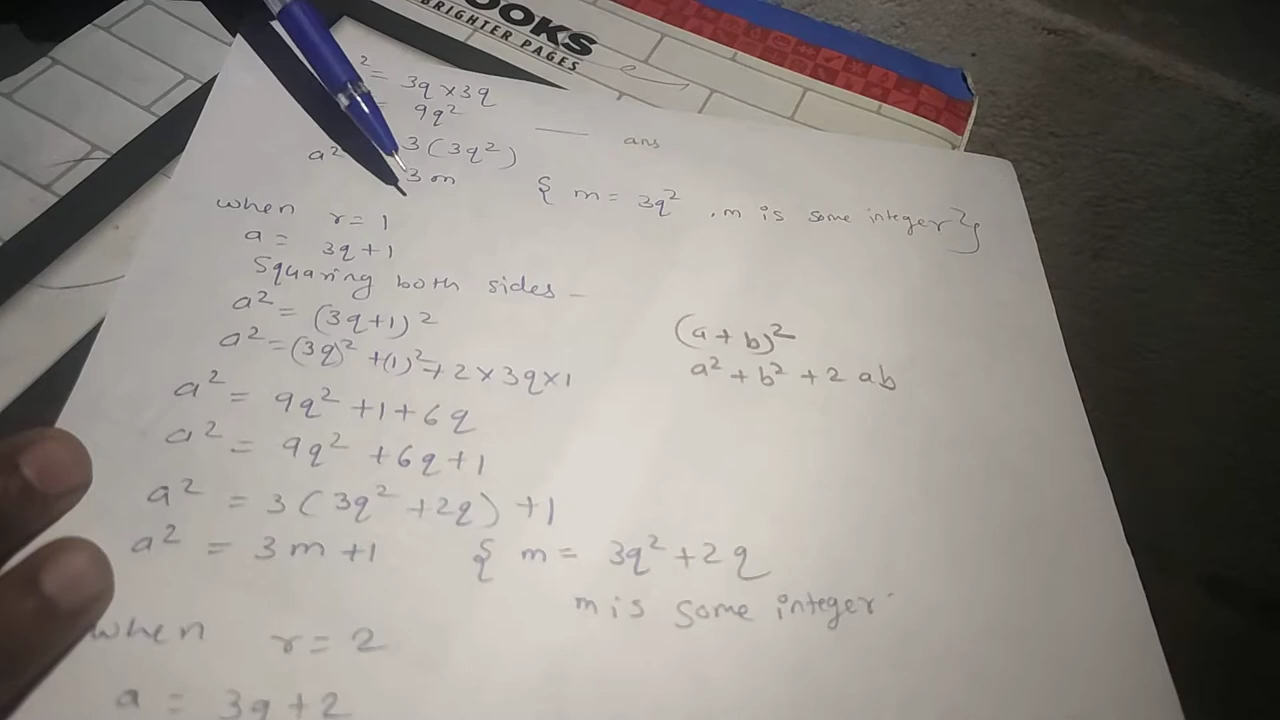 OOKS
BRIGHTER PAGES
² = 3q × 3q
= 9q²
—— ans
a² 3(3q²)
3m { m = 3q² , m is some integer}
when r = 1
a = 3q + 1
Squaring both sides –
a² = (3q+1)²
a² = (3q)² + (1)² + 2 × 3q × 1
(a + b)²
a² + b² + 2 ab
a² = 9q² + 1 + 6q
a² = 9q² + 6q + 1
a² = 3(3q² + 2q) + 1
a² = 3m + 1 { m = 3q² + 2q
m is some integer
when r = 2
a = 3q + 2